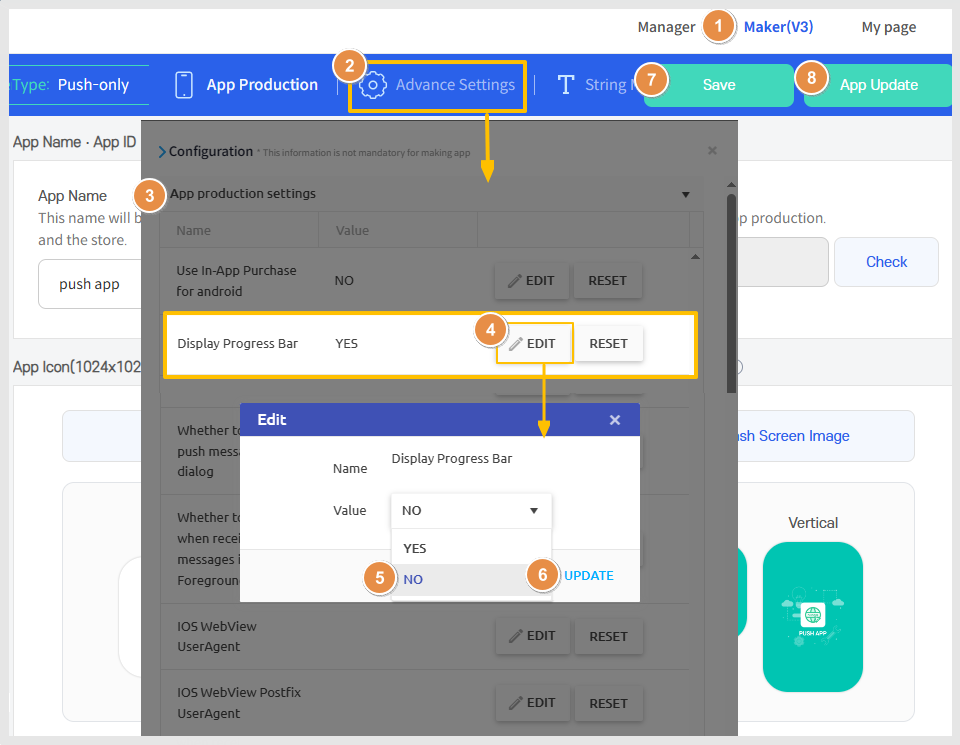 Manager
1
Maker(V3)
My page
Type: Push-only
App Production
2
Advance Settings
String
7
Save
8
App Update
App Name · App ID
Configuration * This information is not mandatory for making app
×
App Name
3
App production settings
This name will b
p production.
and the store.
Name
Value
push app
Check
Use In-App Purchase
for android
NO
EDIT
RESET
4
Display Progress Bar
YES
EDIT
RESET
App Icon(1024x102
Edit
×
Whether to
push messa
dialog
Name
Display Progress Bar
sh Screen Image
Value
NO
YES
5
NO
6
UPDATE
Whether to
when recei
messages i
Foreground
Vertical
PUSH APP
IOS WebView
UserAgent
EDIT
RESET
IOS WebView Postfix
UserAgent
EDIT
RESET